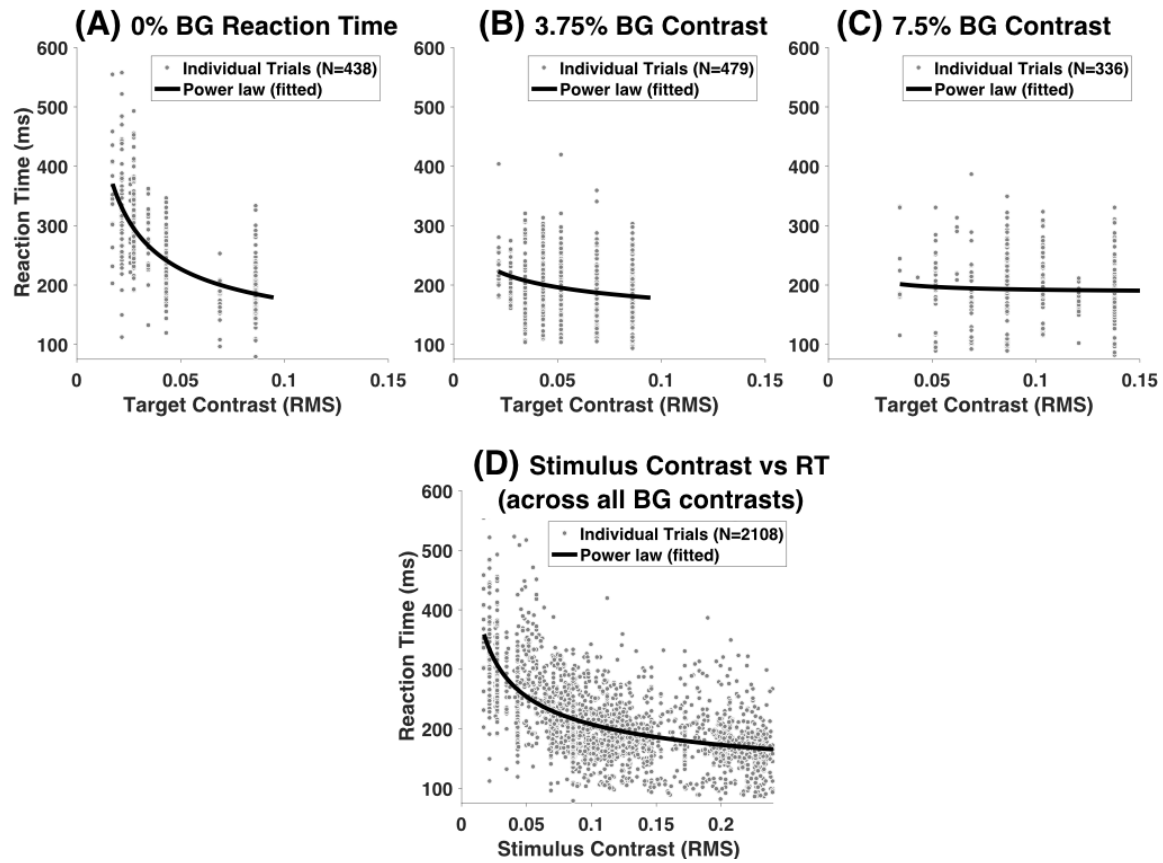 (A) 0% BG Reaction Time
600
500
400
300
200
100
Reaction Time (ms)
Individual Trials (N=438)
Power law (fitted)
0 0.05 0.1 0.15
Target Contrast (RMS)
(B) 3.75% BG Contrast
600
500
400
300
200
100
Individual Trials (N=479)
Power law (fitted)
0 0.05 0.1 0.15
Target Contrast (RMS)
(C) 7.5% BG Contrast
600
500
400
300
200
100
Individual Trials (N=336)
Power law (fitted)
0 0.05 0.1 0.15
Target Contrast (RMS)
(D) Stimulus Contrast vs RT
(across all BG contrasts)
600
500
400
300
200
100
Reaction Time (ms)
Individual Trials (N=2108)
Power law (fitted)
0 0.05 0.1 0.15 0.2
Stimulus Contrast (RMS)